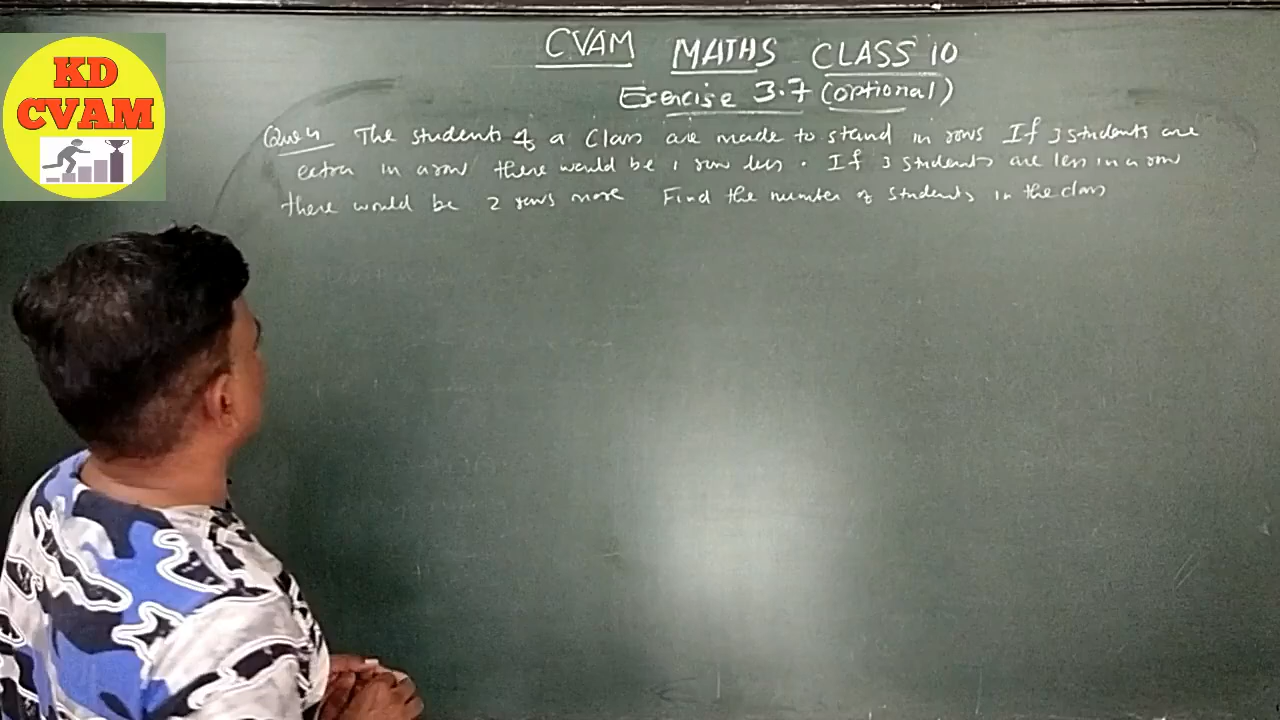 KD
CVAM
CVAM MATHS CLASS 10
Exercise 3.7 (optional)
Ques 4 The students of a class are made to stand in rows If 3 students are
extra in a row there would be 1 row less . If 3 students are less in a row
there would be 2 rows more Find the number of students in the class